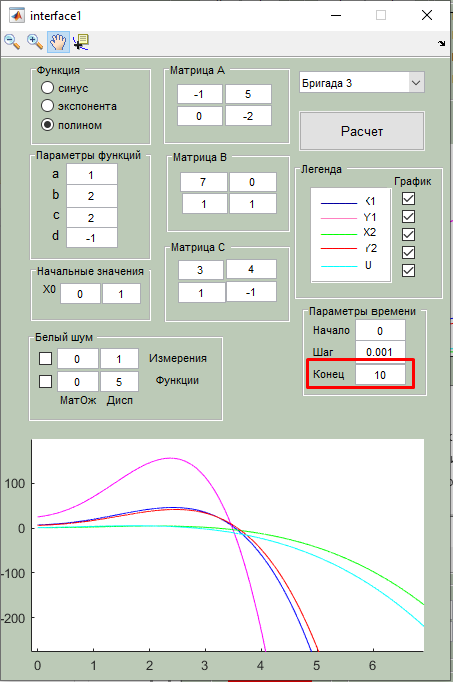 interface1
Функция
синус
экспонента
полином
Матрица А
-1 5
0 -2
Бригада 3
Расчет
Параметры функций
a 1
b 2
c 2
d -1
Матрица В
7 0
1 1
Легенда
График
X1
Y1
X2
Y2
U
Начальные значения
X0 0 1
Матрица С
3 4
1 -1
Параметры времени
Начало 0
Шаг 0.001
Конец 10
Белый шум
0 1 Измерения
0 5 Функции
МатОж Дисп
100
0
-100
-200
0 1 2 3 4 5 6